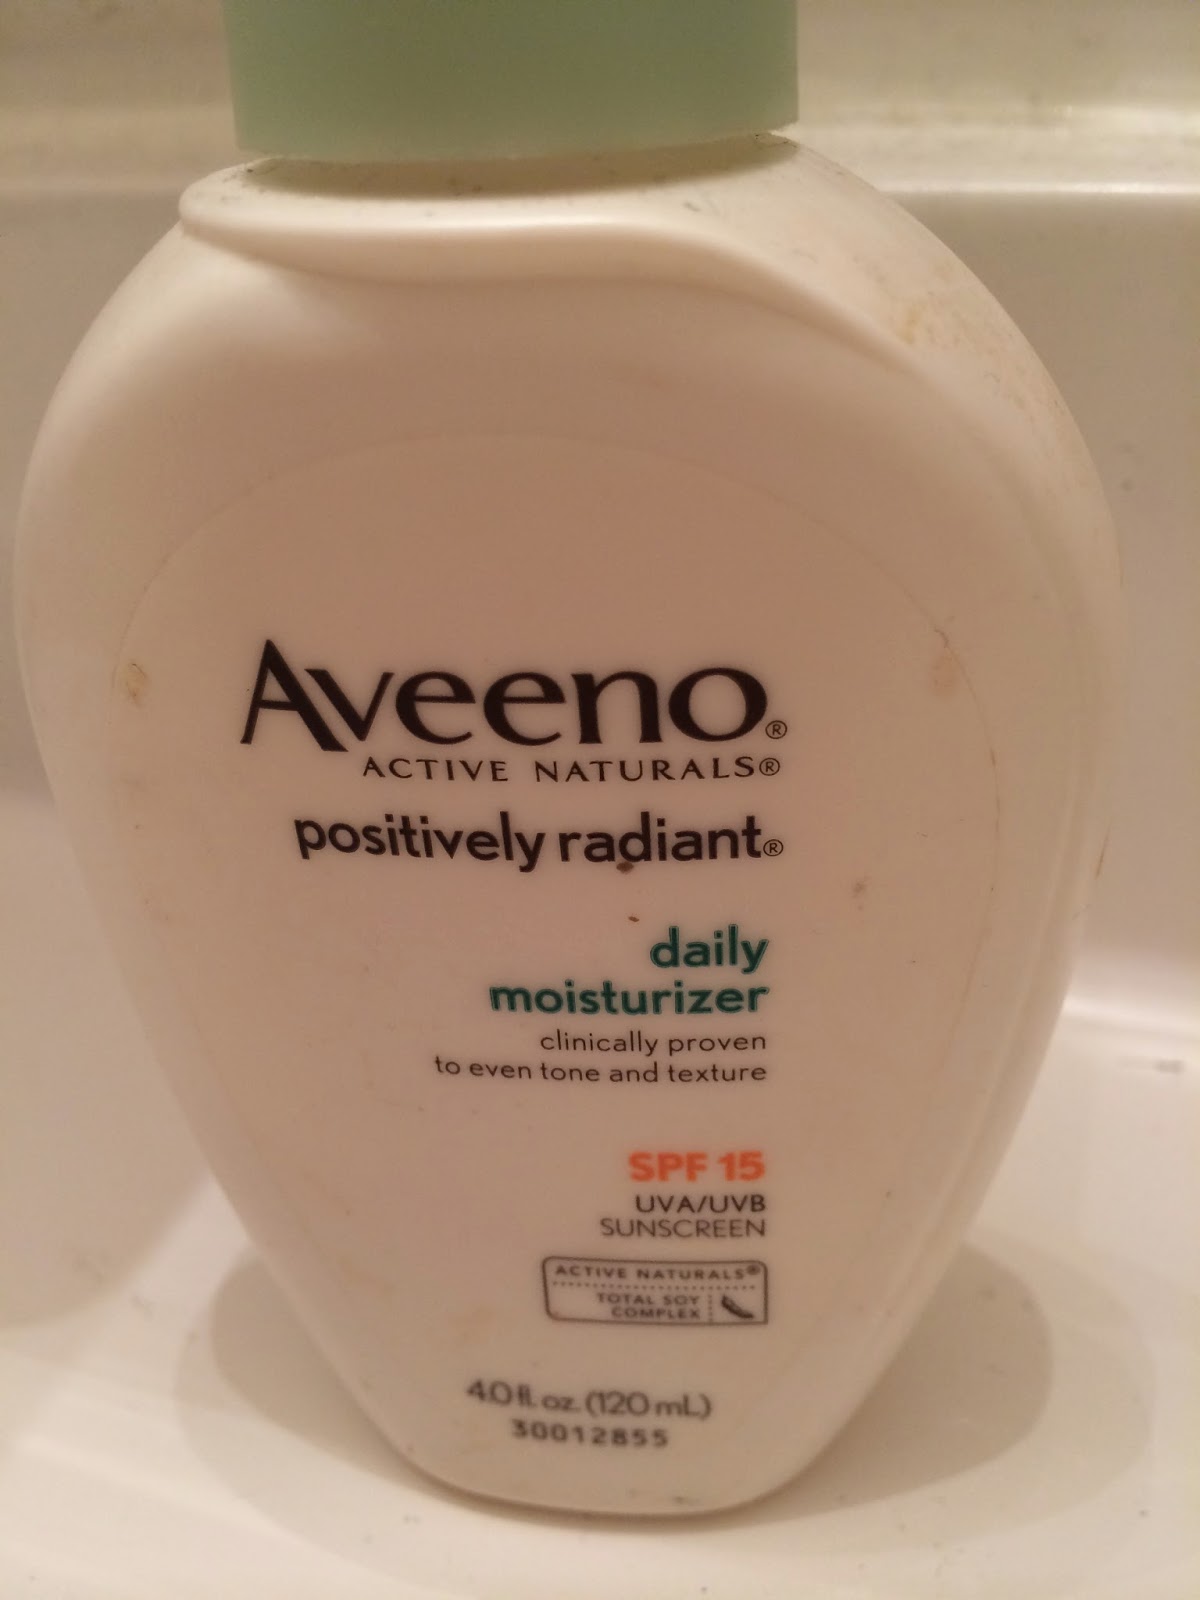 Aveeno®
ACTIVE NATURALS®
positively radiant®
daily
moisturizer
clinically proven
to even tone and texture
SPF 15
UVA/UVB
SUNSCREEN
ACTIVE NATURALS®
TOTAL SOY
COMPLEX
4.0 fl. oz. (120 mL)
30012855